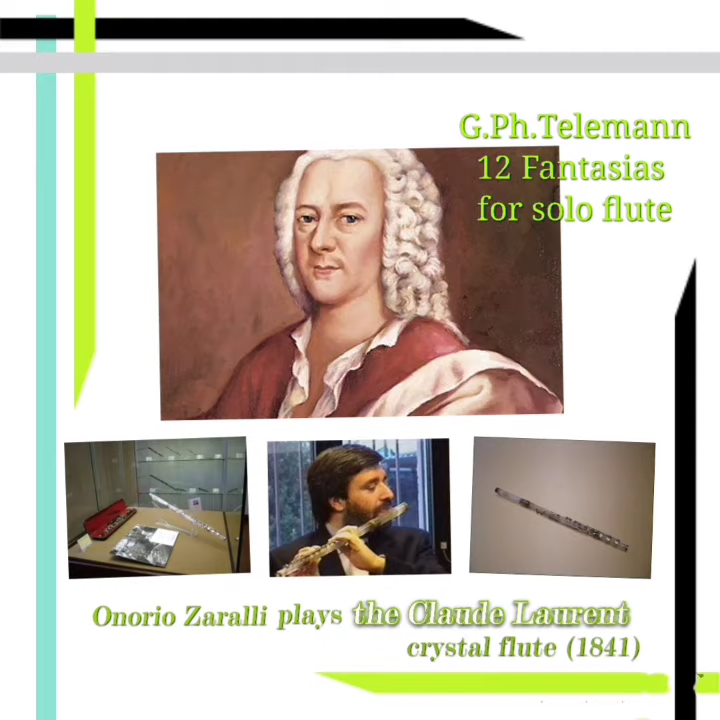 G.Ph.Telemann
12 Fantasias
for solo flute
Onorio Zaralli plays the Claude Laurent
crystal flute (1841)